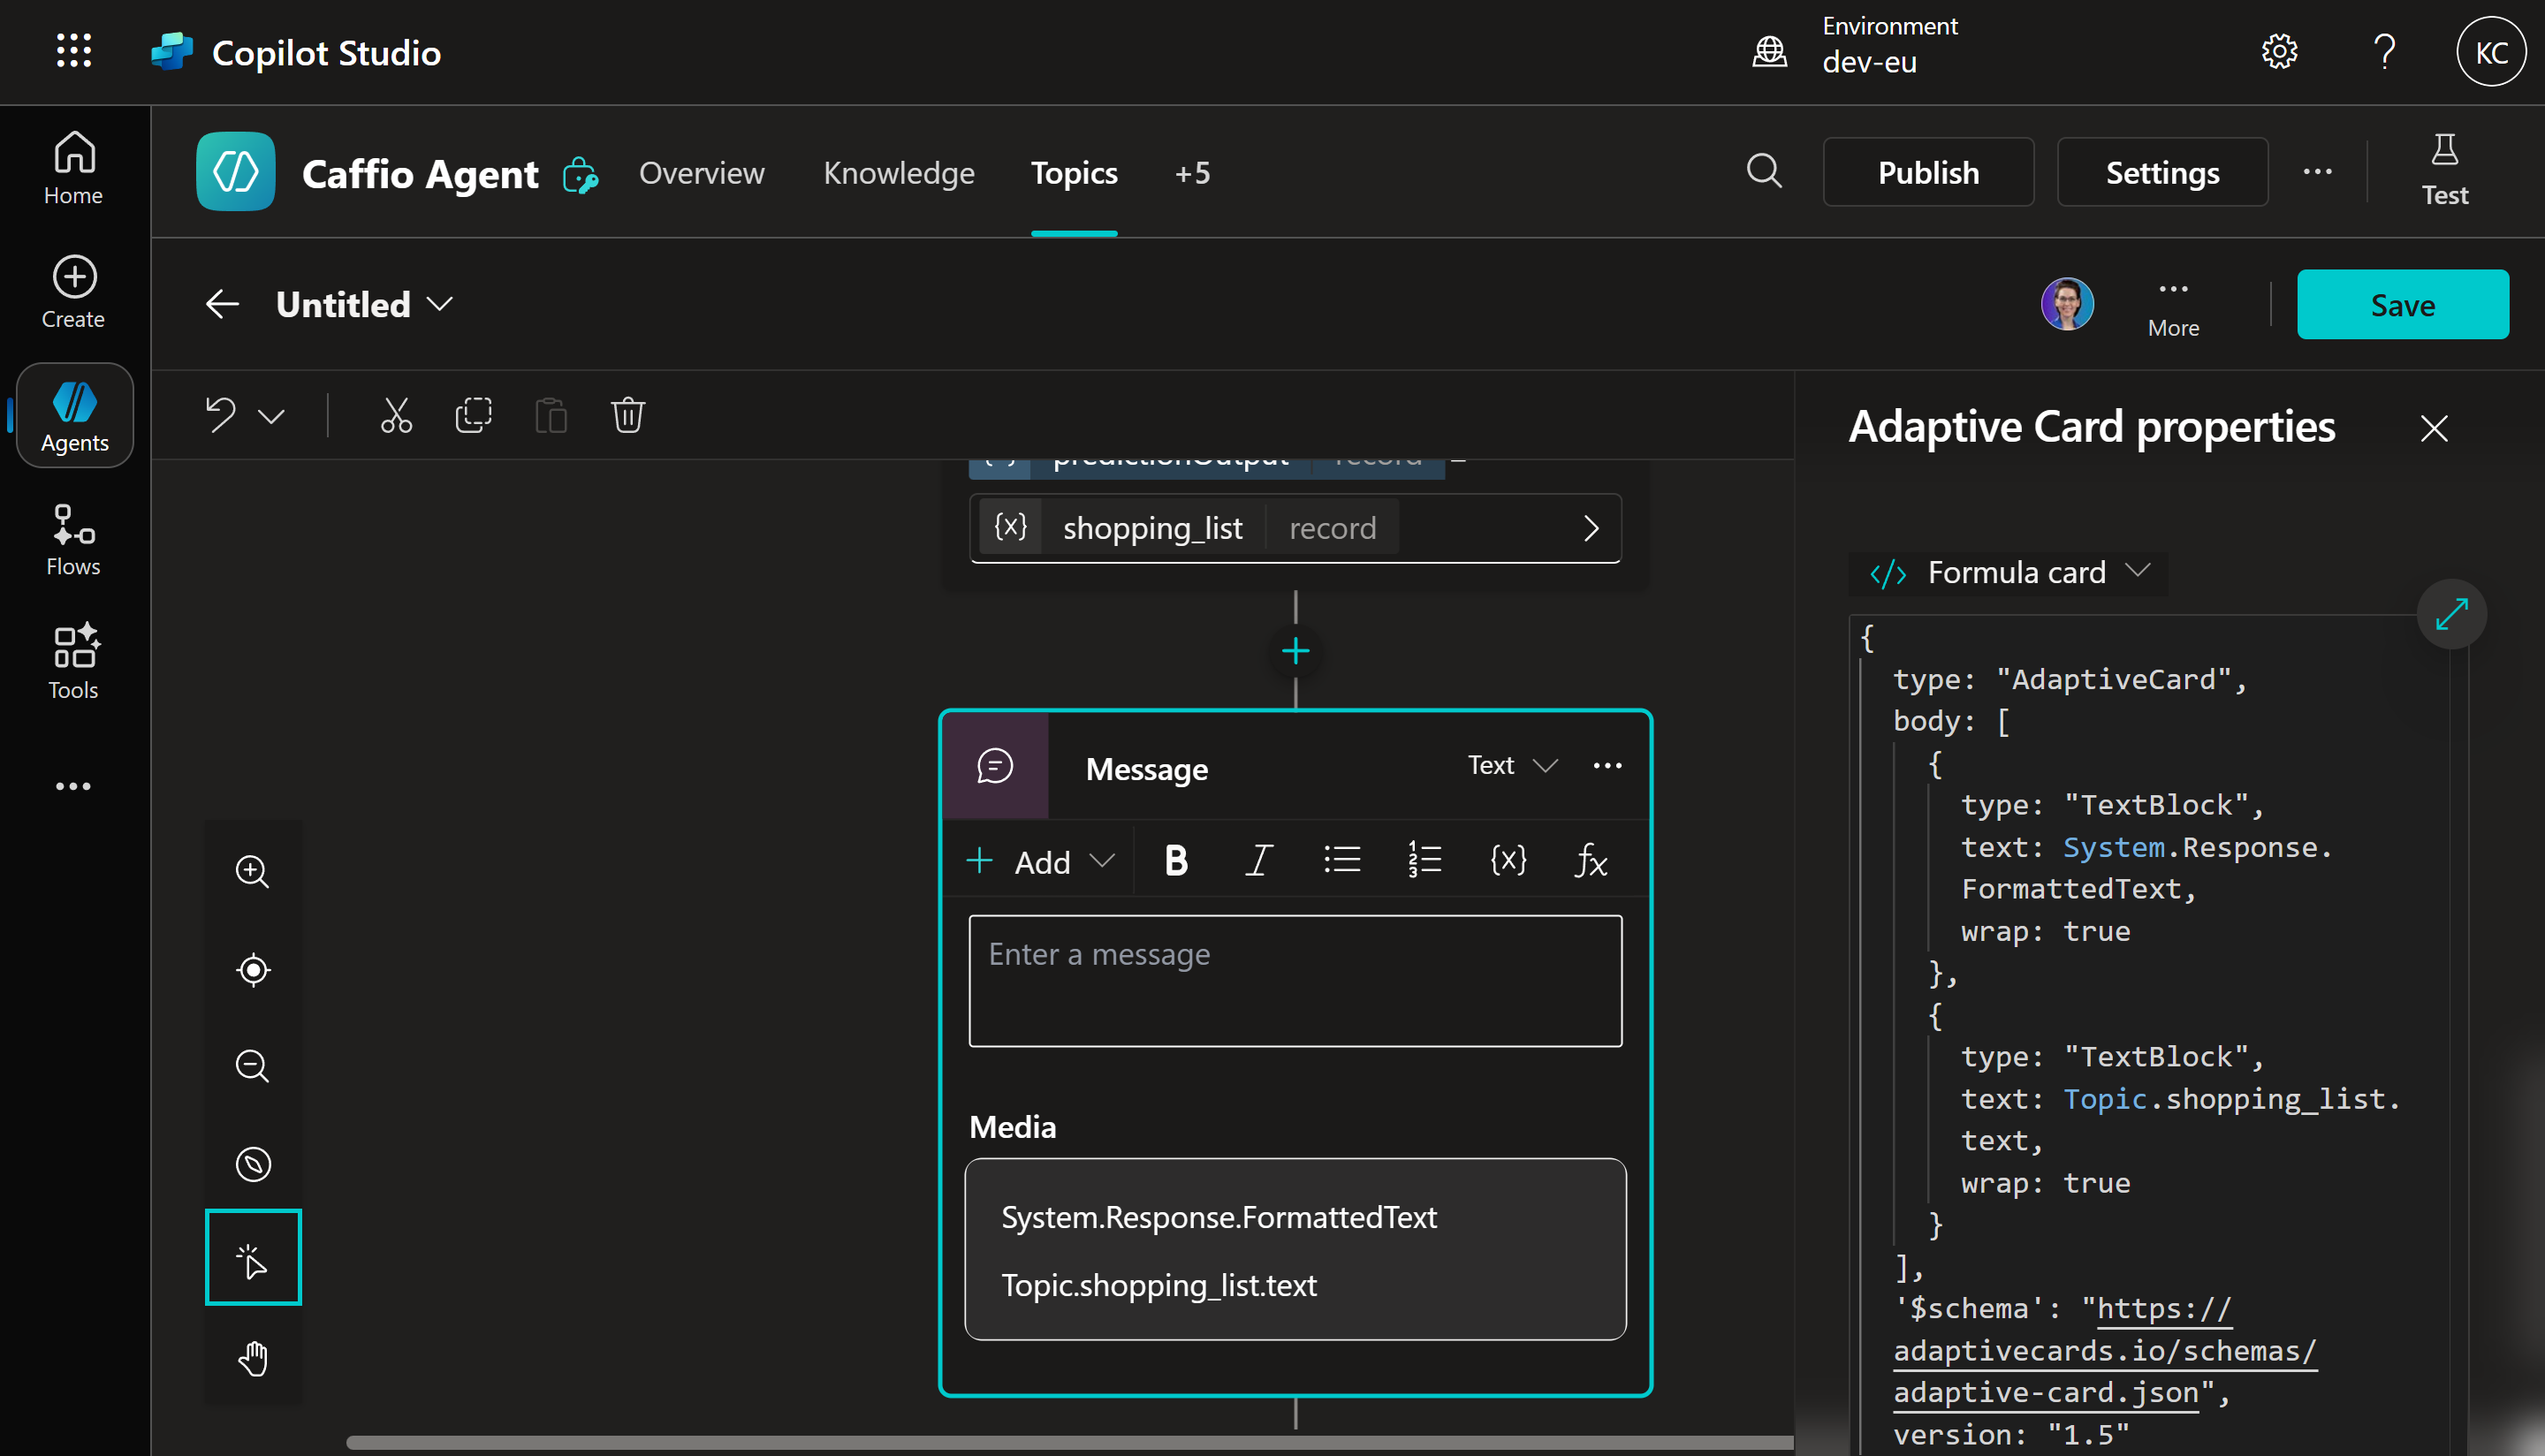 Copilot Studio
Environment
dev-eu
?
KC
Home
Create
Agents
Flows
Tools
Caffio Agent
Overview
Knowledge
Topics
+5
Publish
Settings
Test
Untitled
More
Save
predictionOutput record =
{x} shopping_list record
Message
Text
Add
B I {x} fx
Enter a message
Media
System.Response.FormattedText
Topic.shopping_list.text
Adaptive Card properties
</> Formula card
{
type: "AdaptiveCard",
body: [
{
type: "TextBlock",
text: System.Response.
FormattedText,
wrap: true
},
{
type: "TextBlock",
text: Topic.shopping_list.
text,
wrap: true
}
],
'$schema': "https://
adaptivecards.io/schemas/
adaptive-card.json",
version: "1.5"